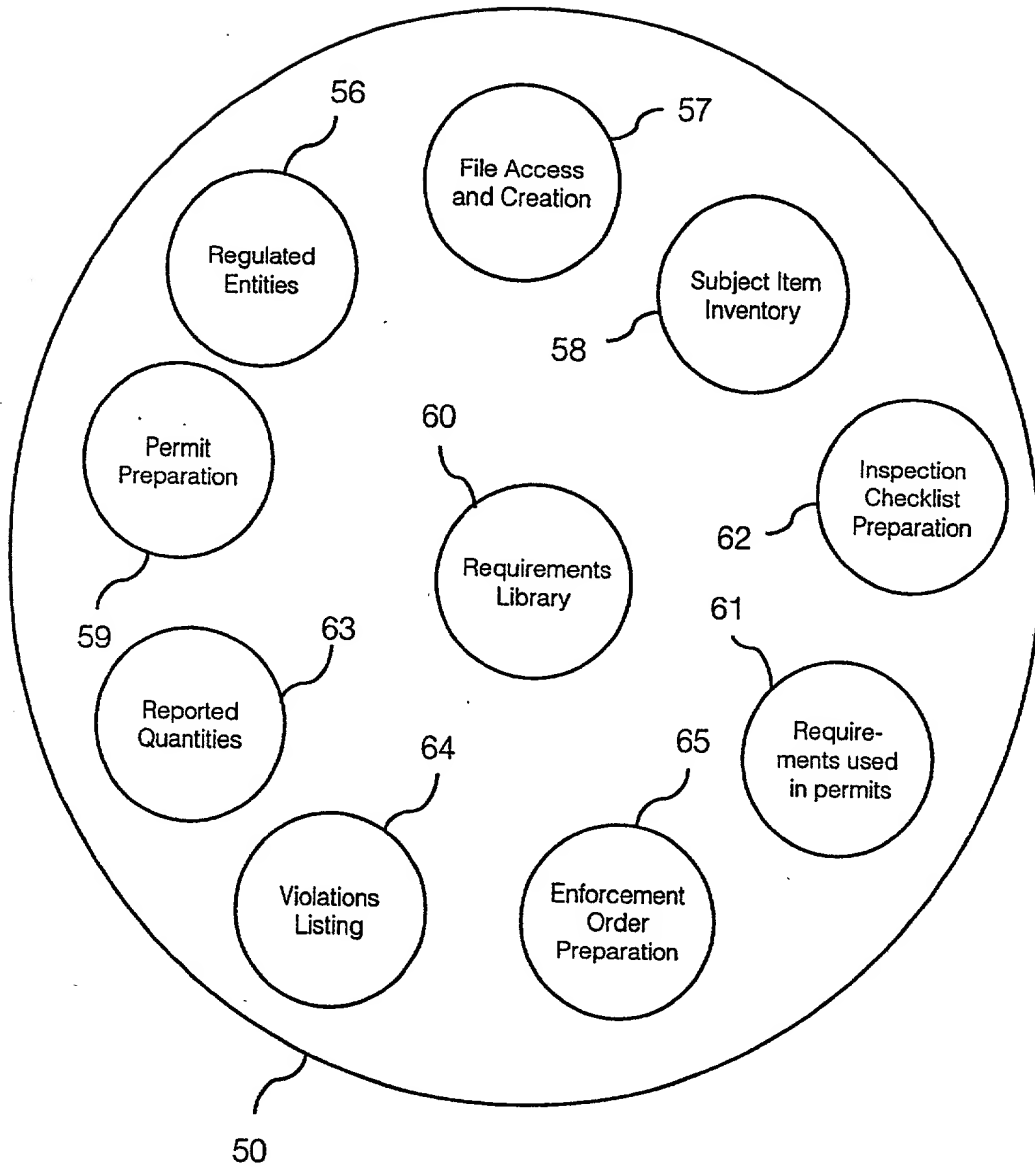 56
57
File Access
and Creation
Regulated
Entities
Subject Item
Inventory
58
60
Permit
Preparation
Inspection
Checklist
Preparation
62
Requirements
Library
59
63
61
Reported
Quantities
Require-
ments used
in permits
64
65
Violations
Listing
Enforcement
Order
Preparation
50